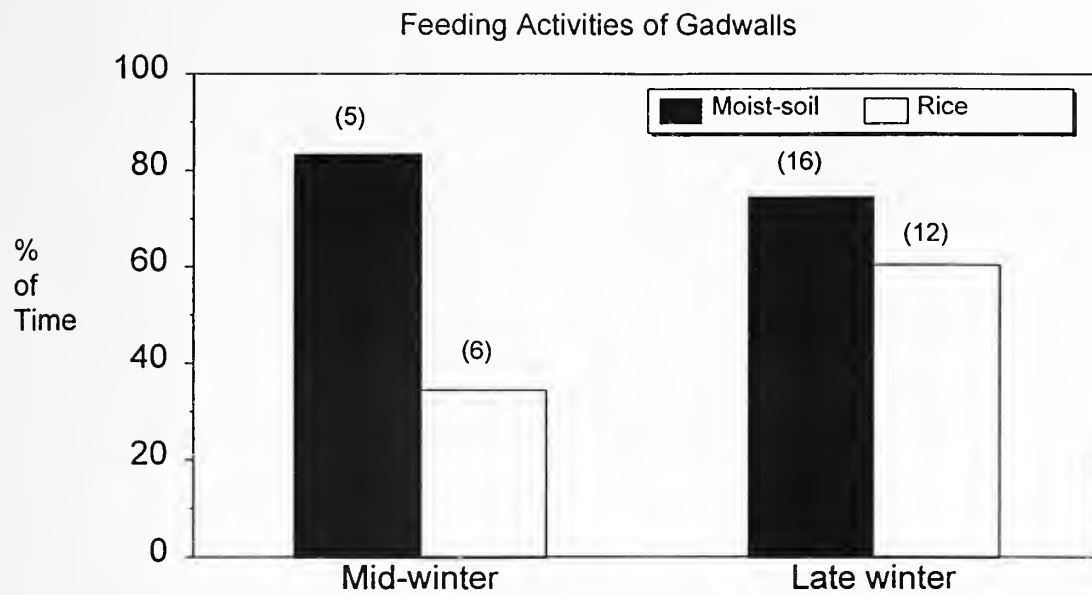 Feeding Activities of Gadwalls
100
80
60
40
20
0
%
of
Time
Moist-soil Rice
(5)
(6)
(16)
(12)
Mid-winter Late winter